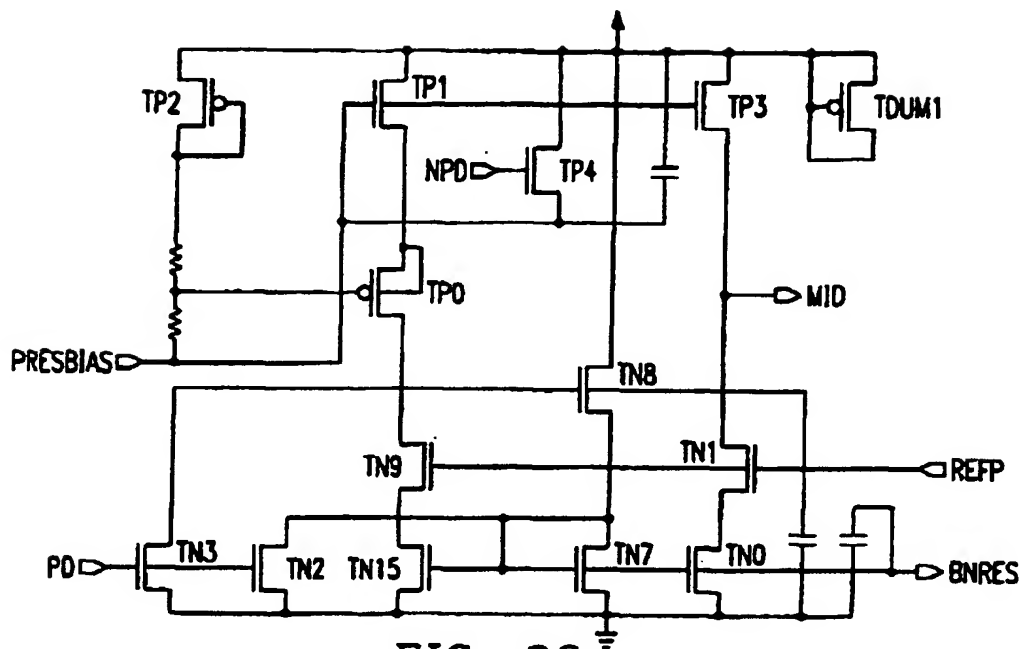 TP2
TP1
TP3
TDUM1
NPD
TP4
TP0
MID
PRESBIAS
TN8
TN9
TN1
REFP
PD
TN3
TN2
TN15
TN7
TN0
BNRES